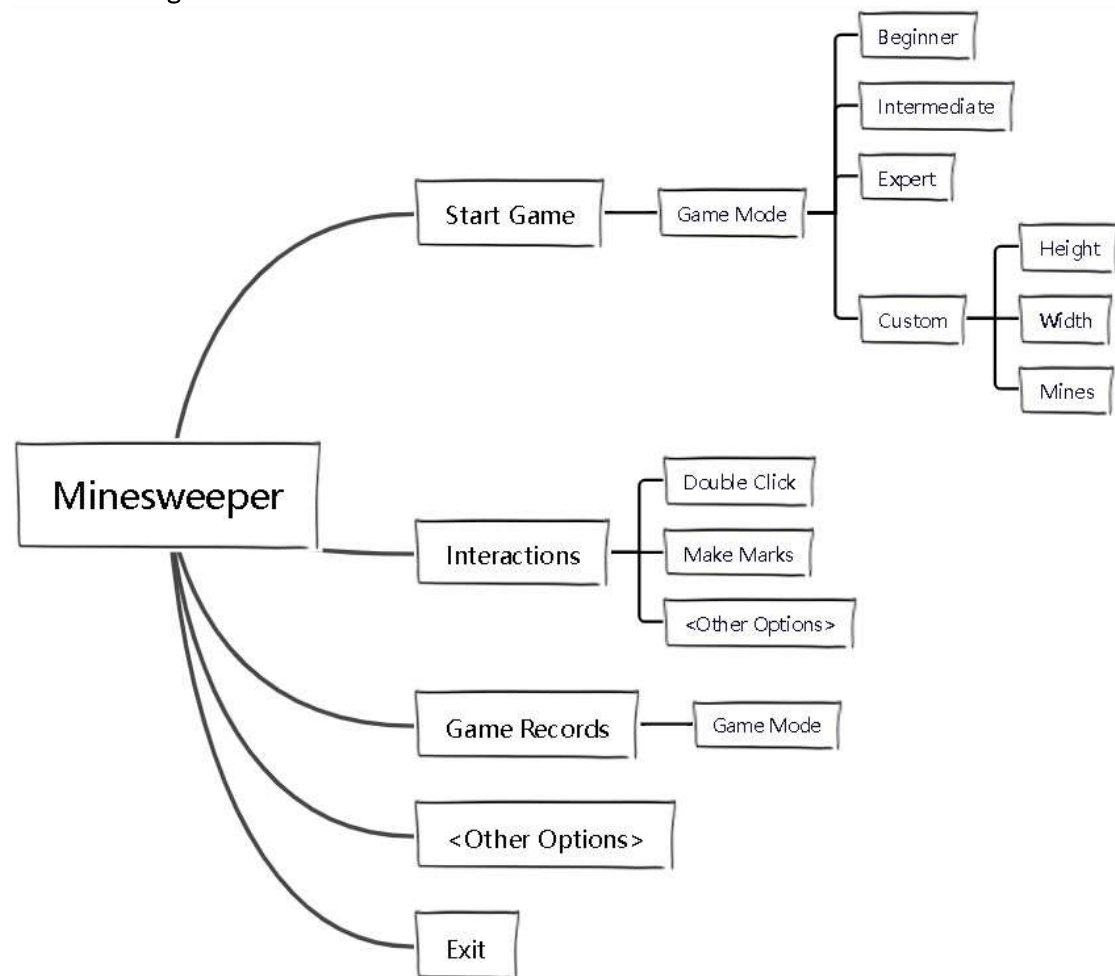 Beginner
Intermediate
Expert
Start Game
Game Mode
Height
Custom
Width
Mines
Minesweeper
Double Click
Interactions
Make Marks
<Other Options>
Game Records
Game Mode
<Other Options>
Exit